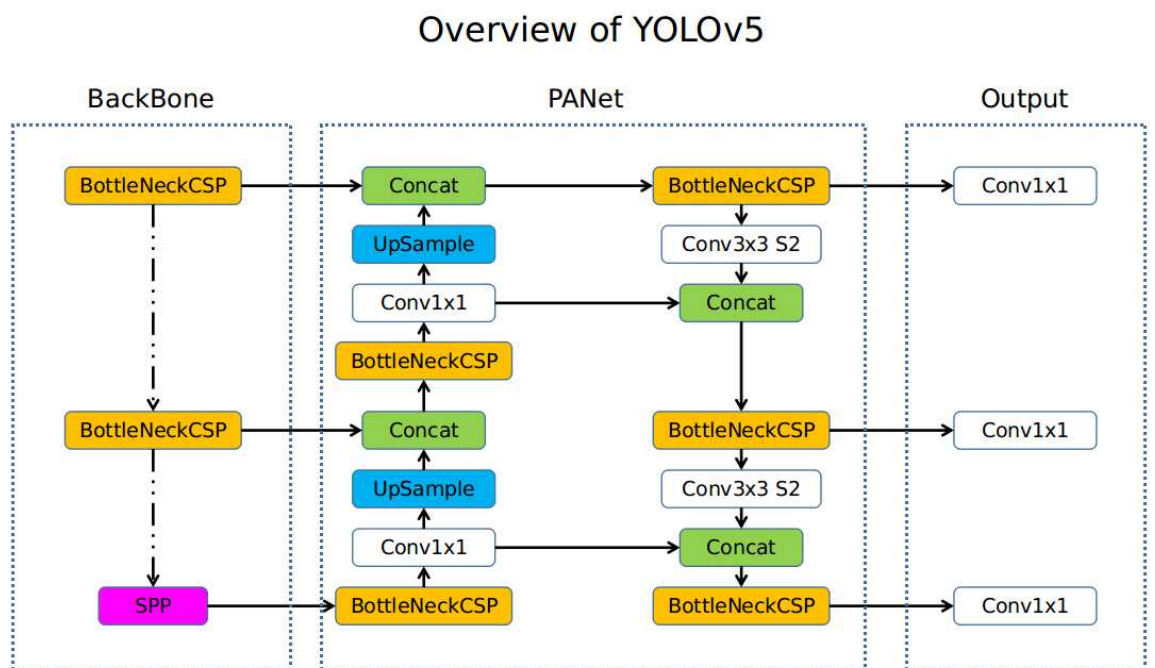 Overview of YOLOv5
BackBone
PANet
Output
BottleNeckCSP
Concat
BottleNeckCSP
Conv1x1
UpSample
Conv3x3 S2
Conv1x1
Concat
BottleNeckCSP
BottleNeckCSP
Concat
BottleNeckCSP
Conv1x1
UpSample
Conv3x3 S2
Conv1x1
Concat
SPP
BottleNeckCSP
BottleNeckCSP
Conv1x1